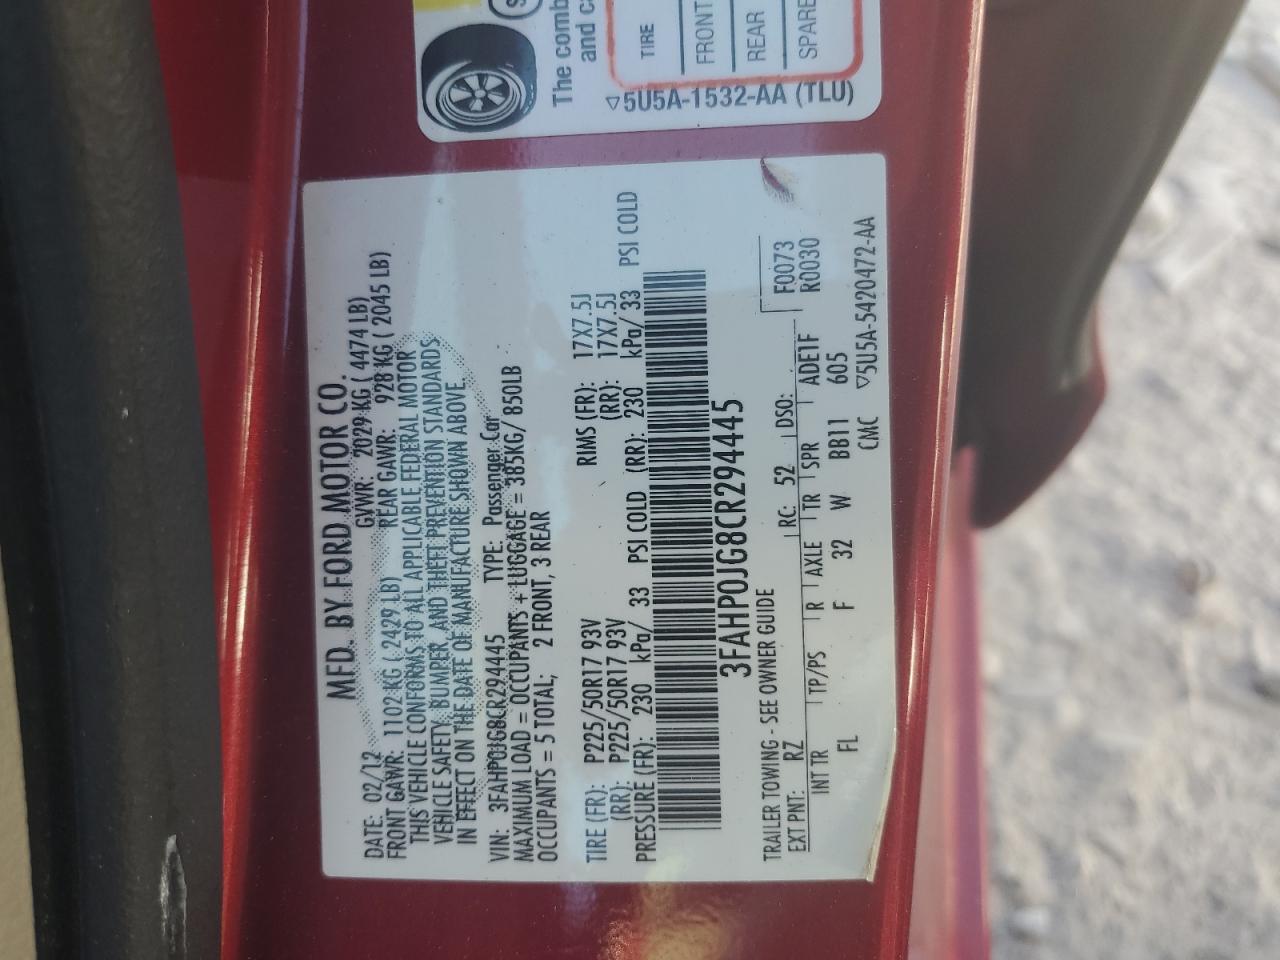 The comb
and ca
TIRE
FRONT
REAR
SPARE
5U5A-1532-AA (TLU)
MFD. BY FORD MOTOR CO.
DATE: 02/12 GVWR: 2029 KG ( 4474 LB)
FRONT GAWR: 1102 KG ( 2429 LB) REAR GAWR: 928 KG ( 2045 LB)
THIS VEHICLE CONFORMS TO ALL APPLICABLE FEDERAL MOTOR
VEHICLE SAFETY, BUMPER, AND THEFT PREVENTION STANDARDS
IN EFFECT ON THE DATE OF MANUFACTURE SHOWN ABOVE.
VIN: 3FAHP0JG8CR294445 TYPE: Passenger Car
MAXIMUM LOAD = OCCUPANTS + LUGGAGE = 385KG/ 850LB
OCCUPANTS = 5 TOTAL; 2 FRONT, 3 REAR
TIRE (FR): P225/50R17 93V RIMS (FR): 17X7.5J
(RR): P225/50R17 93V (RR): 17X7.5J
PRESSURE (FR): 230 kPa/ 33 PSI COLD (RR): 230 kPa/ 33 PSI COLD
3FAHP0JG8CR294445
TRAILER TOWING - SEE OWNER GUIDE
EXT PNT: RZ RC: 52 DSO: F0073
R0030
INT TR TP/PS R AXLE TR SPR ADE1F
FL F 32 W BB11 605
CMC 5U5A-5420472-AA